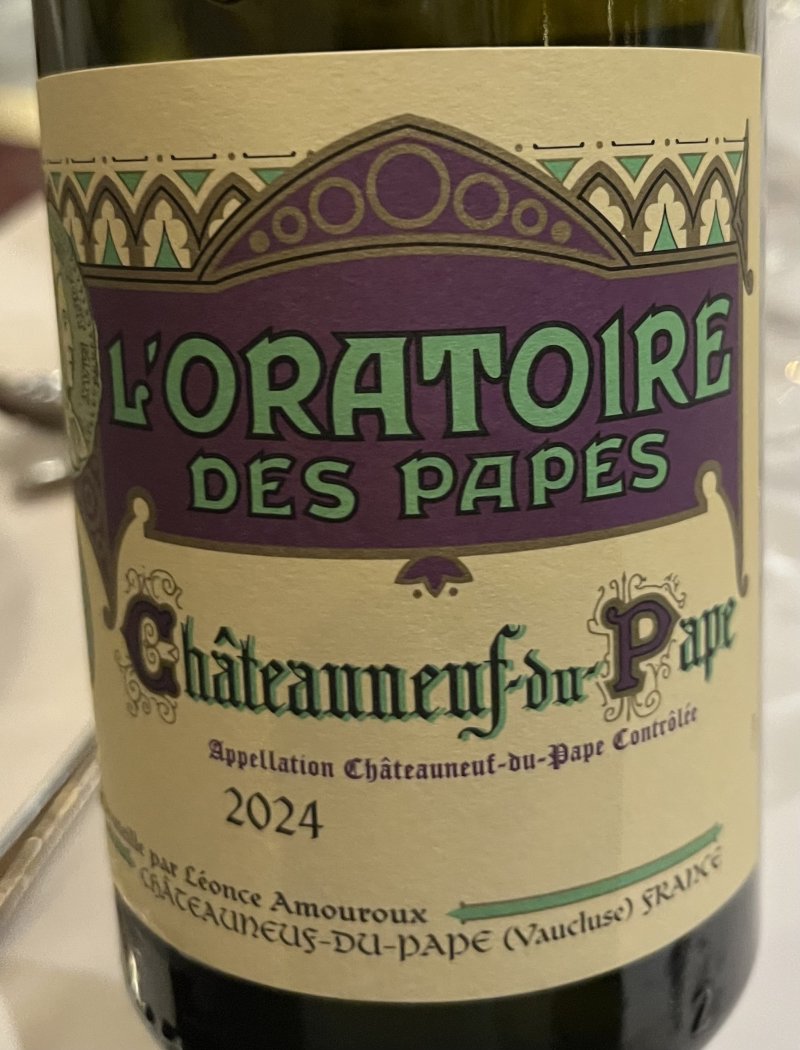 L'ORATOIRE
DES PAPES
Châteauneuf-du-Pape
Appellation Châteauneuf-du-Pape Contrôlée
2024
par Léonce Amouroux
CHÂTEAUNEUF-DU-PAPE (Vaucluse) FRANCE